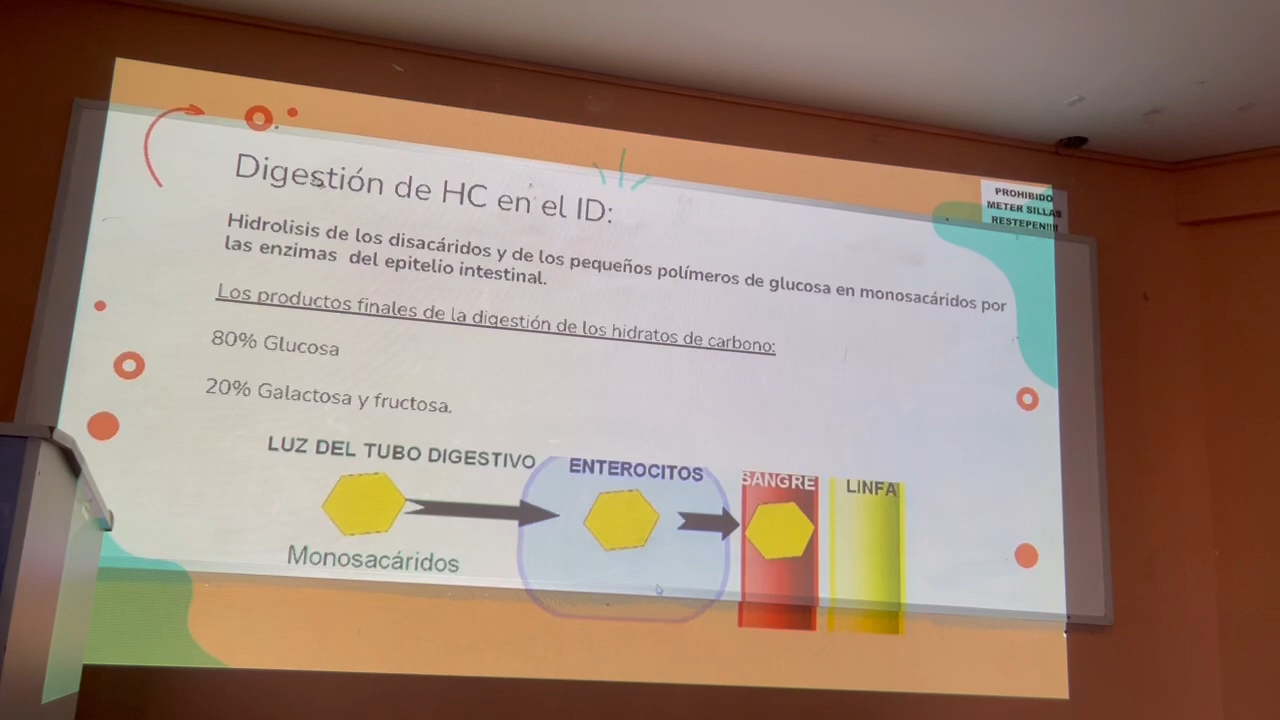 PROHIBIDO
METER SILLAS
RESTEPEN!!!!
Digestión de HC en el ID:
Hidrolisis de los disacáridos y de los pequeños polímeros de glucosa en monosacáridos por
las enzimas del epitelio intestinal.
Los productos finales de la digestión de los hidratos de carbono:
80% Glucosa
20% Galactosa y fructosa.
LUZ DEL TUBO DIGESTIVO
ENTEROCITOS
SANGRE
LINFA
Monosacáridos